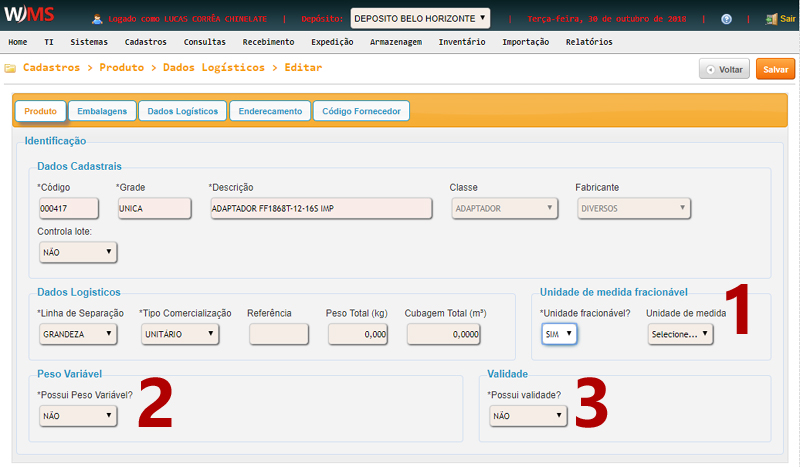 WMS Logado como LUCAS CORRÊA CHINELATE | Depósito: DEPOSITO BELO HORIZONTE | Terça-feira, 30 de outubro de 2018 | | Sair
Home TI Sistemas Cadastros Consultas Recebimento Expedição Armazenagem Inventário Importação Relatórios
Cadastros > Produto > Dados Logísticos > Editar Voltar Salvar
Produto Embalagens Dados Logísticos Enderecamento Código Fornecedor
Identificação
Dados Cadastrais
*Código *Grade *Descrição Classe Fabricante
000417 UNICA ADAPTADOR FF1868T-12-16S IMP ADAPTADOR DIVERSOS
Controla lote:
NÃO
Dados Logisticos Unidade de medida fracionável 1
*Linha de Separação *Tipo Comercialização Referência Peso Total (kg) Cubagem Total (m³) *Unidade fracionável? Unidade de medida
GRANDEZA UNITÁRIO 0,000 0,0000 SIM Selecione...
Peso Variável Validade
*Possui Peso Variável? 2 *Possui validade? 3
NÃO NÃO